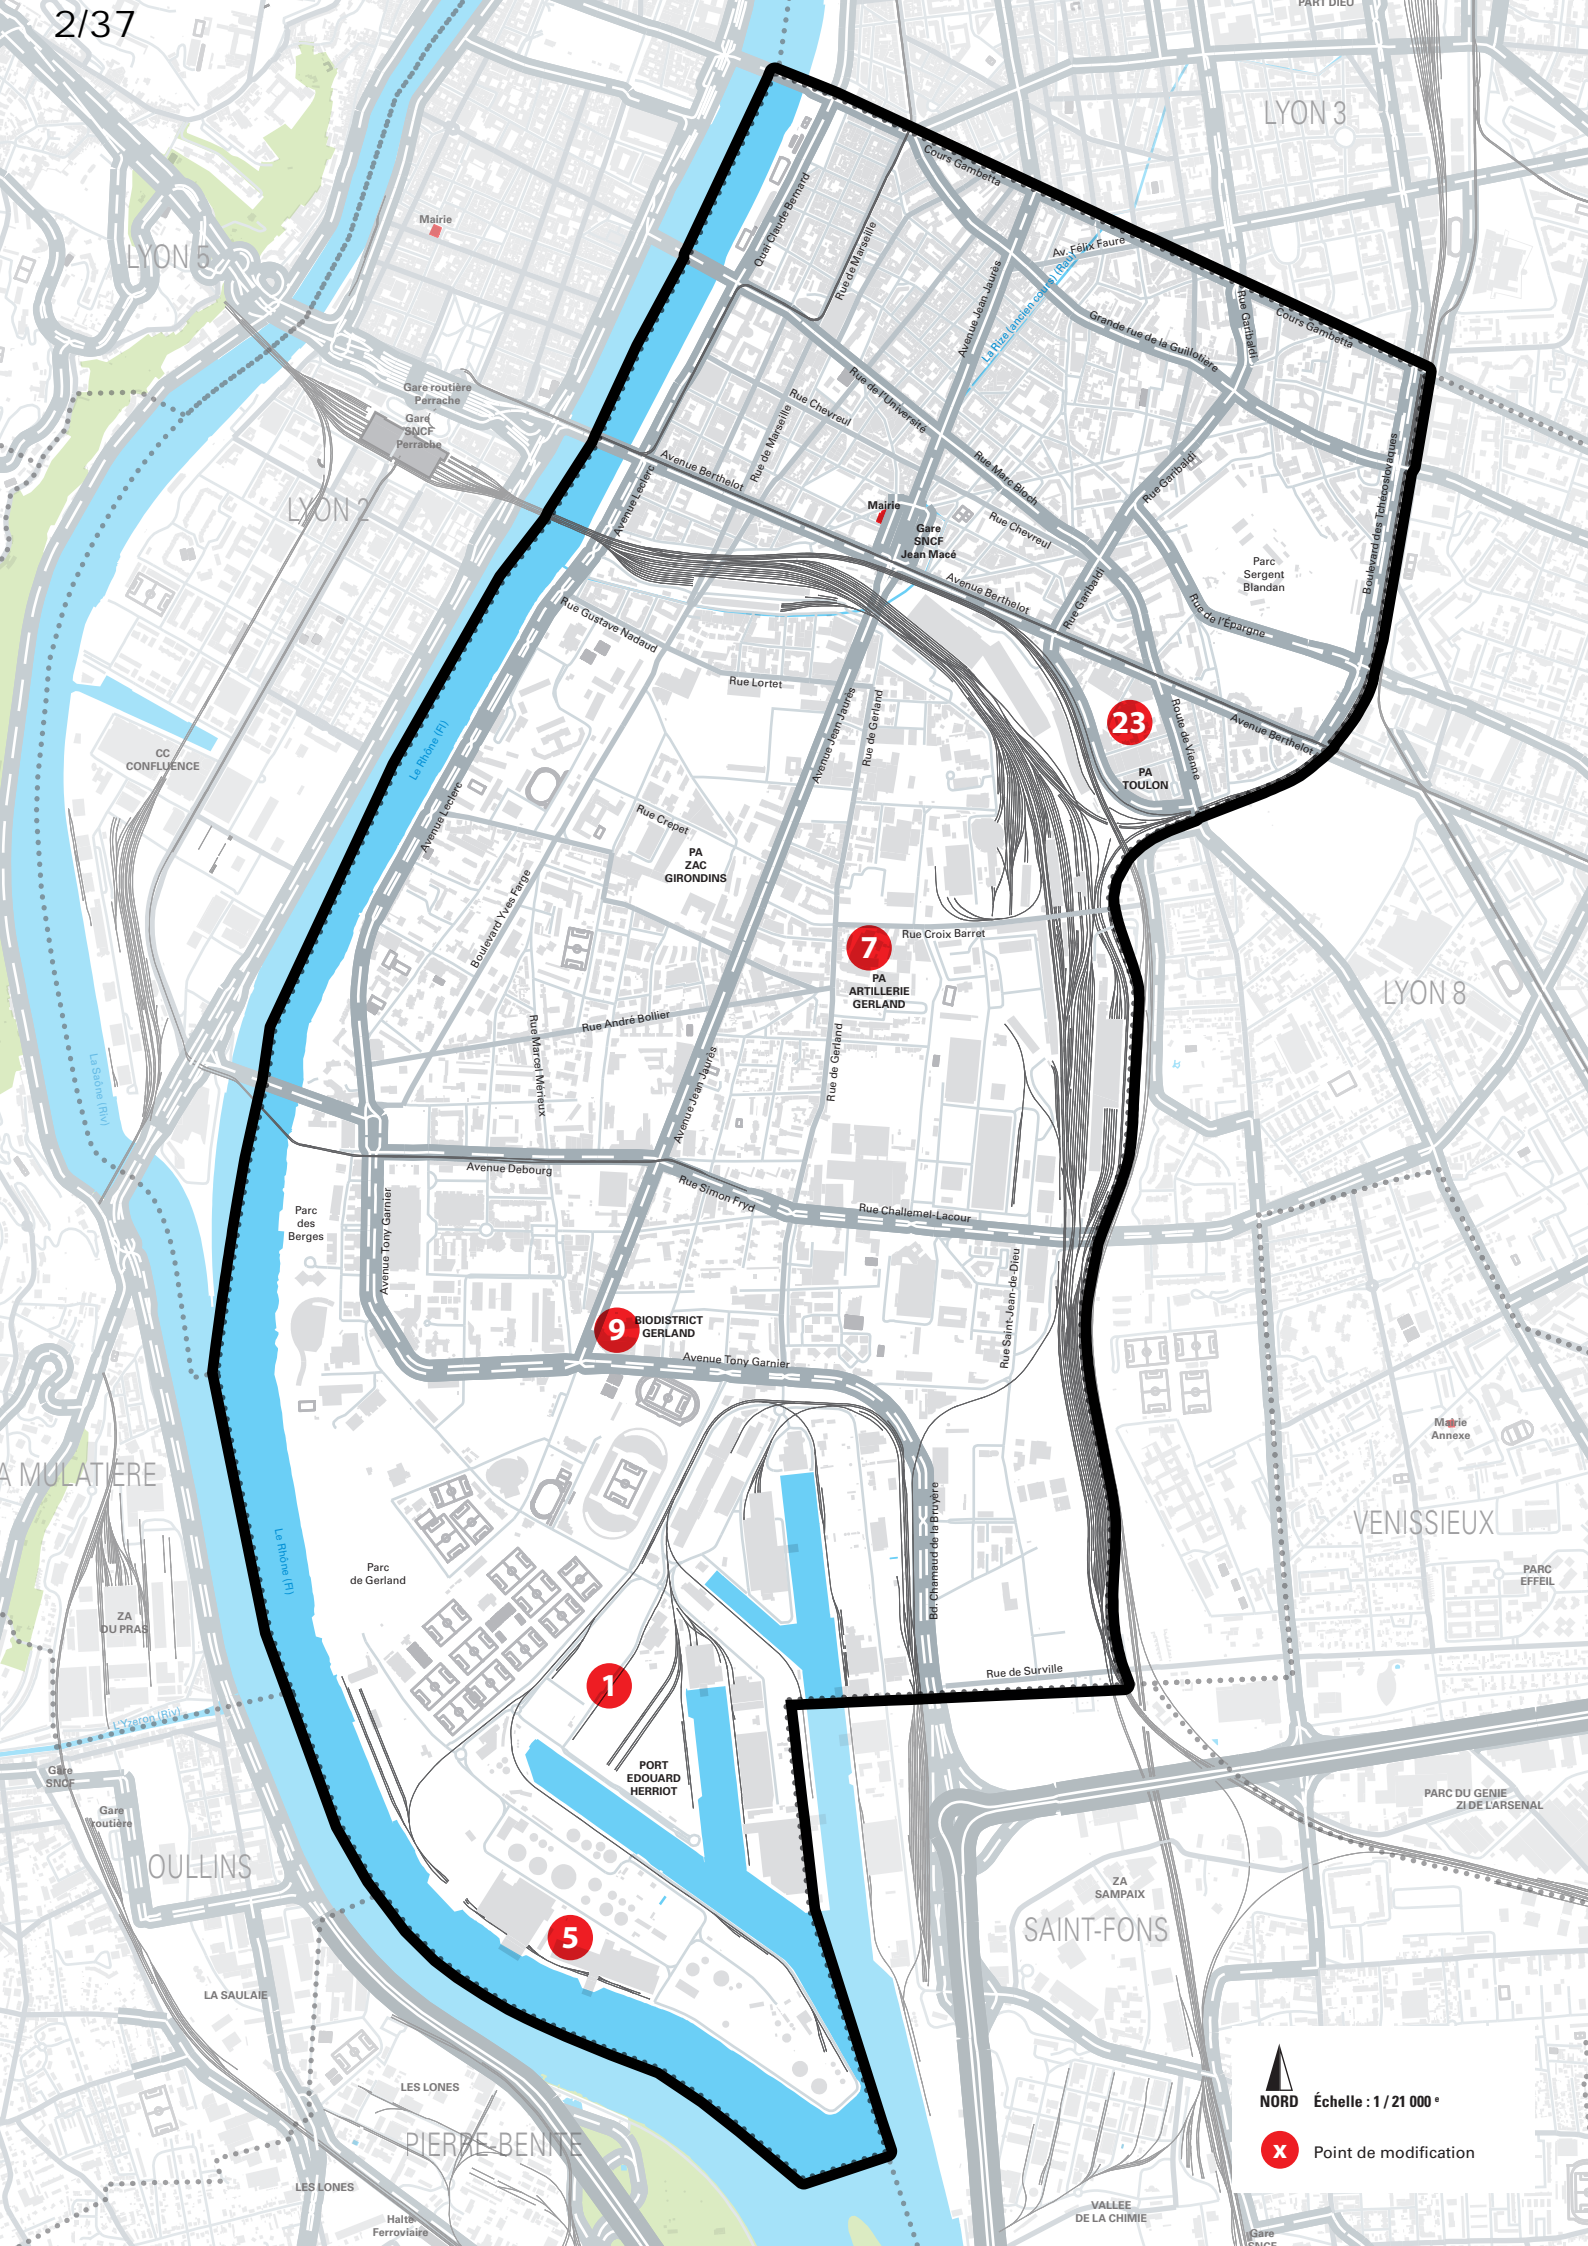 2/37
PART DIEU
LYON 3
Cours Gambetta
Quai Claude Bernard
Rue de Marseille
Mairie
LYON 5
Av. Félix Faure
Avenue Jean Jaurès
La Rize (ancien cours) (Rau)
Rue Garibaldi
Cours Gambetta
Grande rue de la Guillotière
Gare routière
Perrache
Gare
SNCF
Perrache
Rue Chevreul
Rue de l'Université
Rue de Marseille
Avenue Berthelot
Rue Marc Bloch
Rue Garibaldi
Boulevard des Tchécoslovaques
LYON 2
Avenue Leclerc
Mairie
Gare
SNCF
Jean Macé
Rue Chevreul
Avenue Berthelot
Rue Garibaldi
Parc
Sergent
Blandan
Rue de l'Épargne
Rue Gustave Nadaud
Rue Lortet
Avenue Jean Jaurès
Rue de Gerland
23
Route de Vienne
Avenue Berthelot
PA
TOULON
CC
CONFLUENCE
Le Rhône (Fl)
Avenue Leclerc
Rue Crepet
PA
ZAC
GIRONDINS
Boulevard Yves Farge
7
Rue Croix Barret
PA
ARTILLERIE
GERLAND
LYON 8
Rue André Bollier
Rue Marcel Mérieux
Avenue Jean Jaurès
Rue de Gerland
La Saône (Riv)
Avenue Debourg
Rue Simon Fryd
Rue Challemel-Lacour
Parc
des
Berges
Avenue Tony Garnier
Rue Saint-Jean-de-Dieu
9
BIODISTRICT
GERLAND
Avenue Tony Garnier
Mairie
Annexe
A MULATIERE
Bd. Chamaud de la Bruyère
VENISSIEUX
Le Rhône (Fl)
Parc
de Gerland
PARC
EFFEIL
ZA
DU PRAS
1
Rue de Surville
L'Yzeron (Riv)
PORT
EDOUARD
HERRIOT
Gare
SNCF
Gare
routière
PARC DU GENIE
ZI DE L'ARSENAL
OULLINS
ZA
SAMPAIX
SAINT-FONS
5
LA SAULAIE
LES LONES
PIERRE-BENITE
LES LONES
Halte
Ferroviaire
VALLEE
DE LA CHIMIE
Gare
SNCF
NORD Échelle : 1 / 21 000 e
x Point de modification